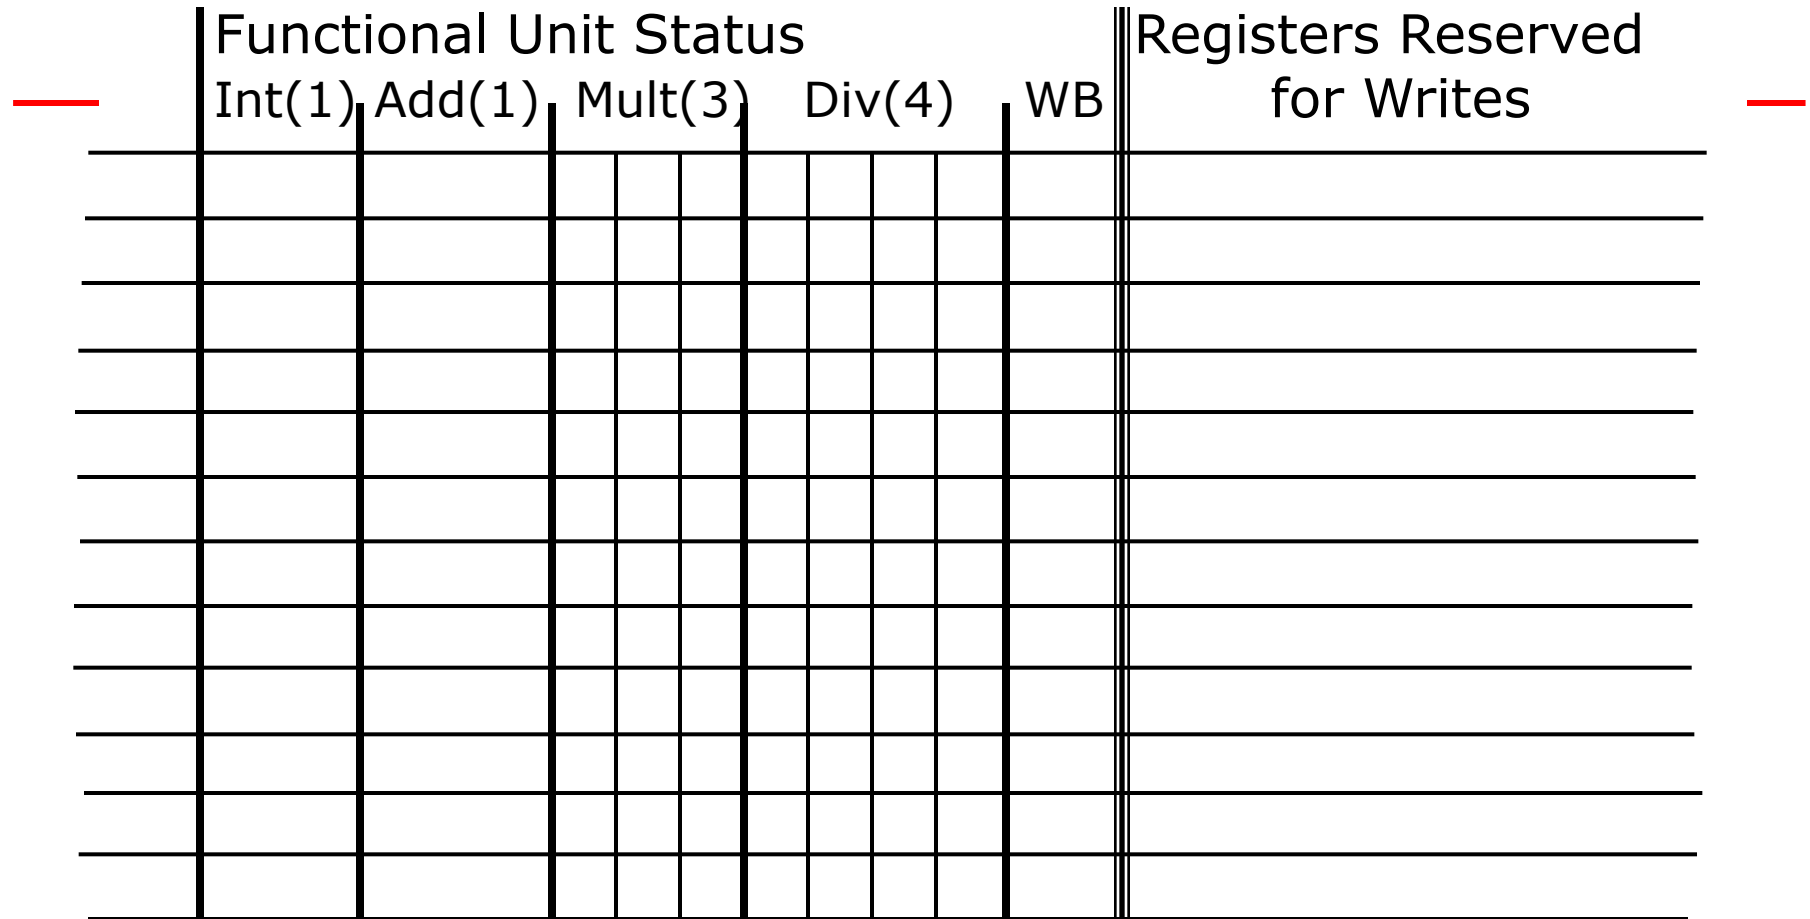 Functional Unit Status
Registers Reserved
for Writes
Int(1) Add(1) Mult(3) Div(4) WB